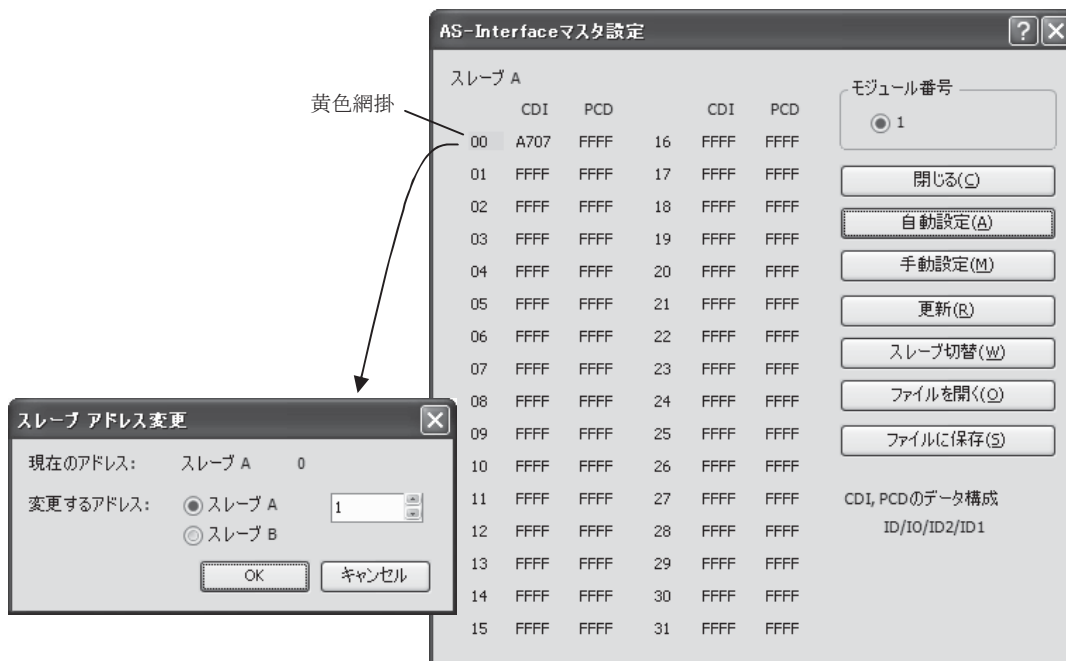 AS-Interfaceマスタ設定
スレーブ A
黄色網掛
CDI PCD CDI PCD
00 A707 FFFF 16 FFFF FFFF
01 FFFF FFFF 17 FFFF FFFF
02 FFFF FFFF 18 FFFF FFFF
03 FFFF FFFF 19 FFFF FFFF
04 FFFF FFFF 20 FFFF FFFF
05 FFFF FFFF 21 FFFF FFFF
06 FFFF FFFF 22 FFFF FFFF
07 FFFF FFFF 23 FFFF FFFF
08 FFFF FFFF 24 FFFF FFFF
09 FFFF FFFF 25 FFFF FFFF
10 FFFF FFFF 26 FFFF FFFF
11 FFFF FFFF 27 FFFF FFFF
12 FFFF FFFF 28 FFFF FFFF
13 FFFF FFFF 29 FFFF FFFF
14 FFFF FFFF 30 FFFF FFFF
15 FFFF FFFF 31 FFFF FFFF
モジュール番号
1
閉じる(C)
自動設定(A)
手動設定(M)
更新(R)
スレーブ切替(W)
ファイルを開く(O)
ファイルに保存(S)
CDI, PCDのデータ構成
ID/IO/ID2/ID1
スレーブ アドレス変更
現在のアドレス: スレーブ A 0
変更するアドレス: スレーブ A 1
スレーブ B
OK キャンセル